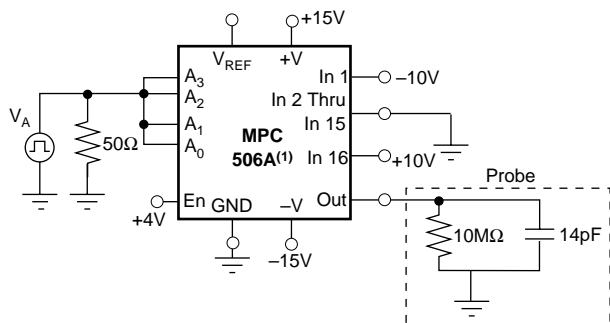 +15V
VREF
+V
In 1
–10V
A3
A2
A1
A0
In 2 Thru
In 15
VA
50Ω
MPC
506A(1)
In 16
+10V
En
GND
–V
Out
+4V
–15V
Probe
10MΩ
14pF